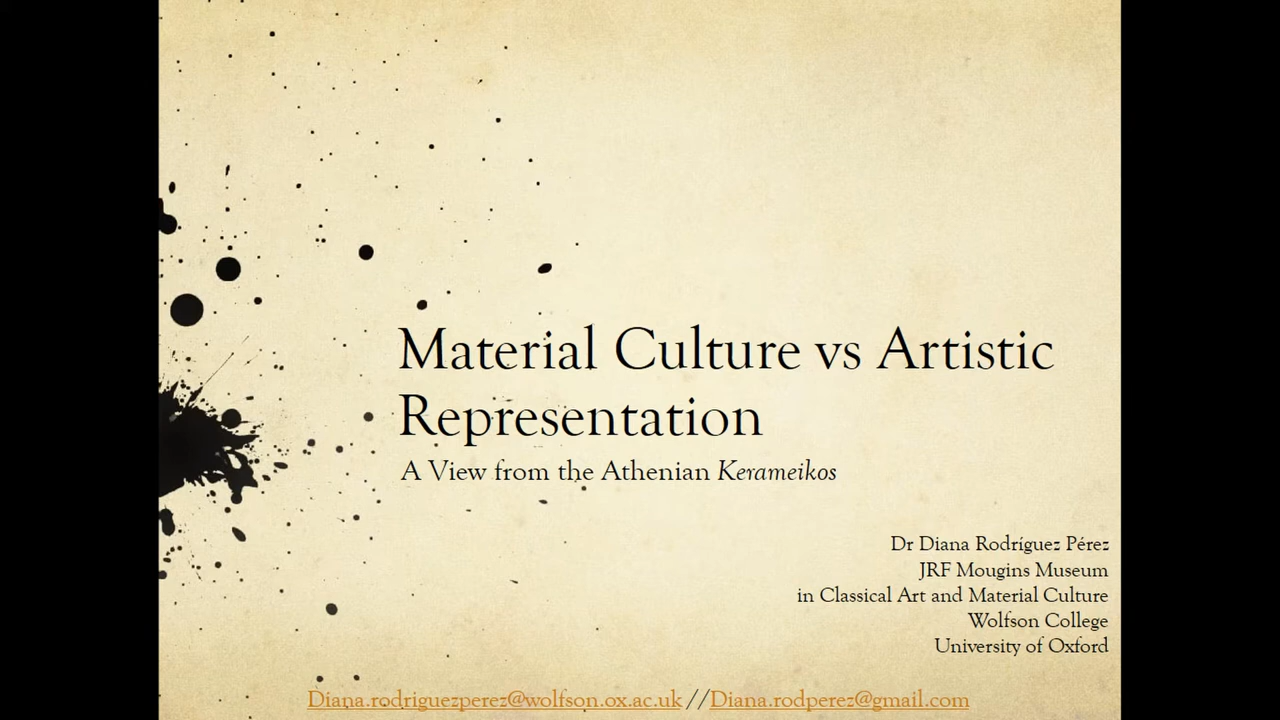 Material Culture vs Artistic
Representation
A View from the Athenian Kerameikos
Dr Diana Rodríguez Pérez
JRF Mougins Museum
in Classical Art and Material Culture
Wolfson College
University of Oxford
Diana.rodriguezperez@wolfson.ox.ac.uk //Diana.rodperez@gmail.com